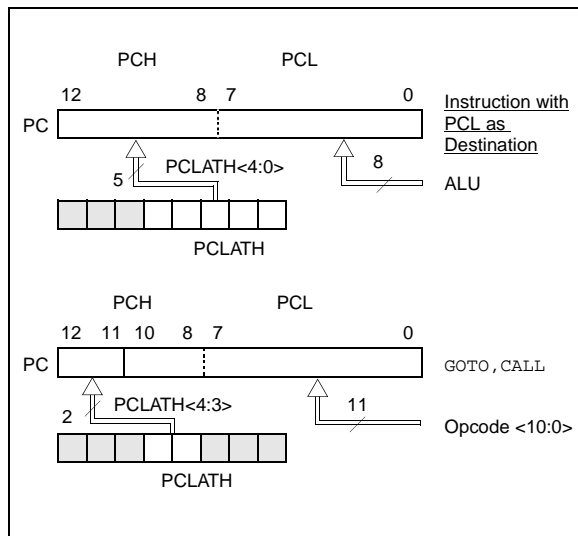 PCH PCL
12 8 7 0
PC
Instruction with
PCL as
Destination
PCLATH<4:0>
5
8
ALU
PCLATH
PCH PCL
12 11 10 8 7 0
PC
GOTO,CALL
PCLATH<4:3>
2
11
Opcode <10:0>
PCLATH